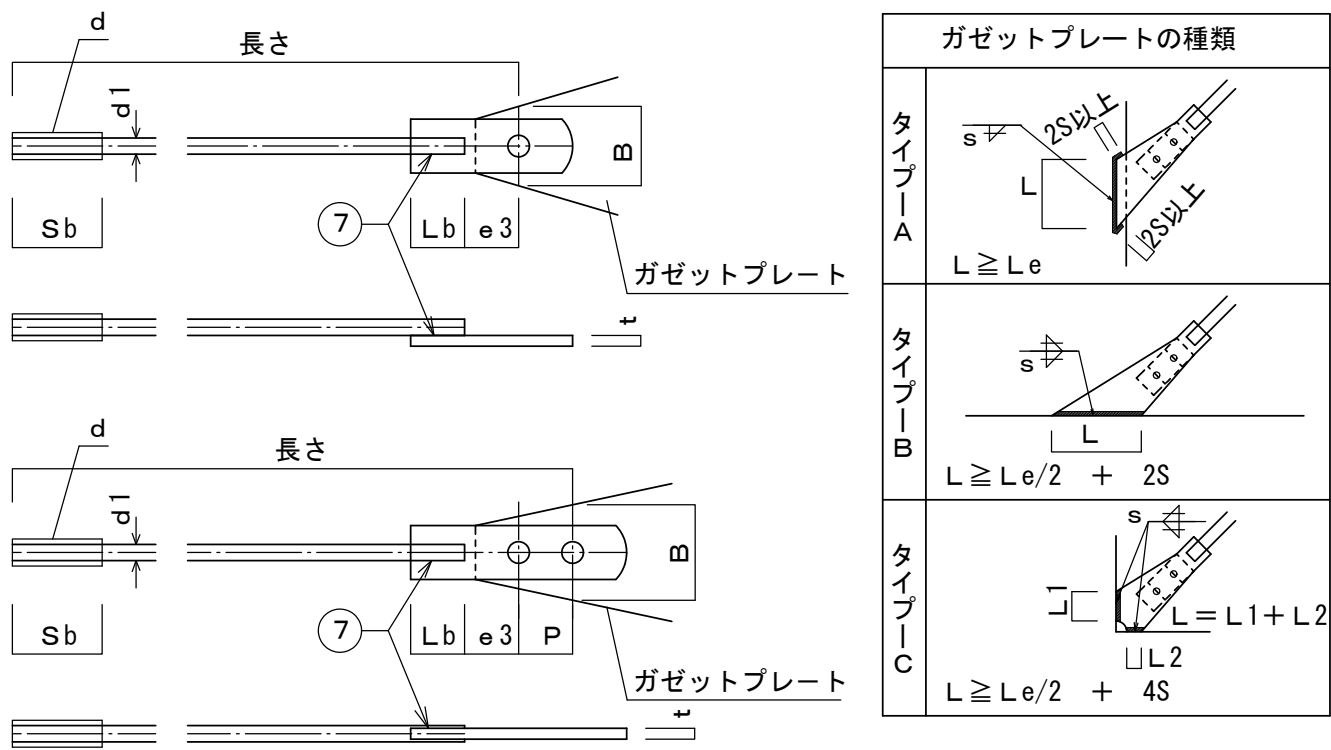 d
長さ
d1
B
Sb
7
Lb
e3
ガゼットプレート
t
d
長さ
d1
B
Sb
7
Lb
e3
P
ガゼットプレート
t
ガゼットプレートの種類
タイプーA
s
2S以上
L
2S以上
L≧Le
タイプーB
s
L
L≧Le/2 + 2S
タイプーC
s
L1
L=L1+L2
L2
L≧Le/2 + 4S